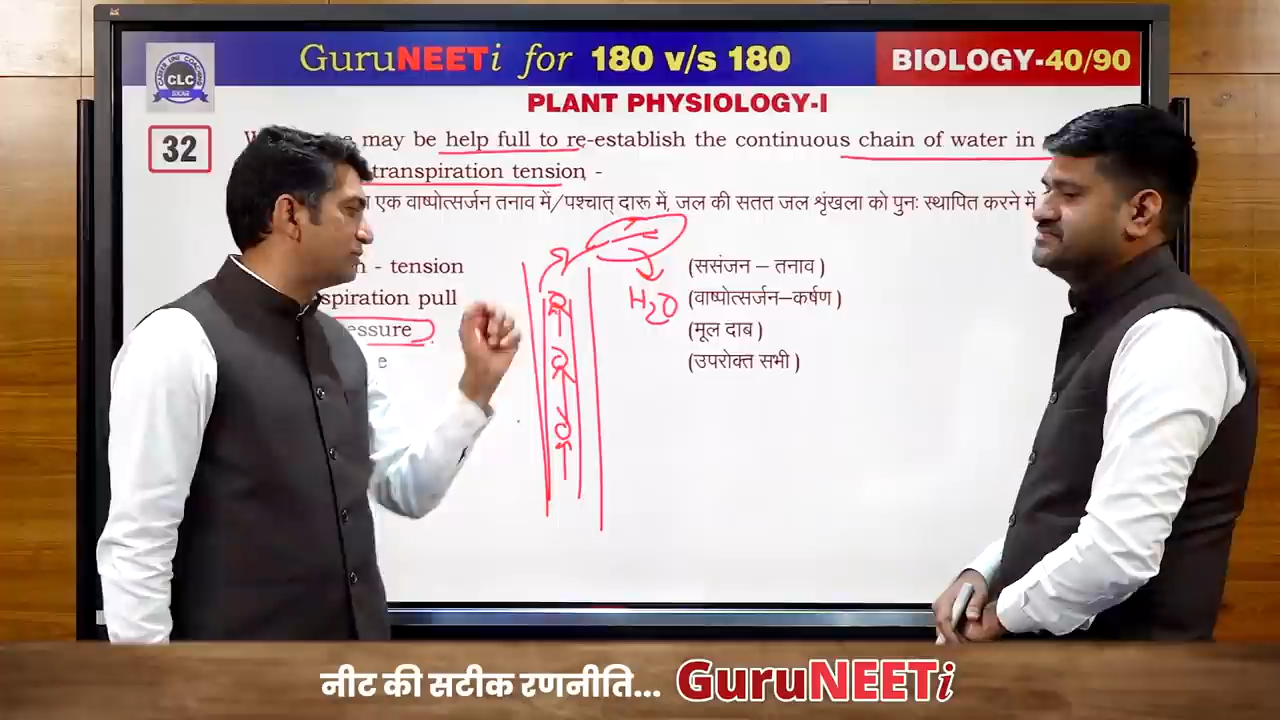 GuruNEETi for 180 v/s 180
BIOLOGY-40/90
CLC
SIKAR
PLANT PHYSIOLOGY-I
32
may be help full to re-establish the continuous chain of water in
transpiration tension -
एक वाष्पोत्सर्जन तनाव में/पश्चात् दारू में, जल की सतत जल शृंखला को पुनः स्थापित करने में
- tension
(ससंजन – तनाव )
spiration pull
(वाष्पोत्सर्जन–कर्षण )
essure
(मूल दाब )
e
(उपरोक्त सभी )
H₂O
नीट की सटीक रणनीति... GuruNEETi